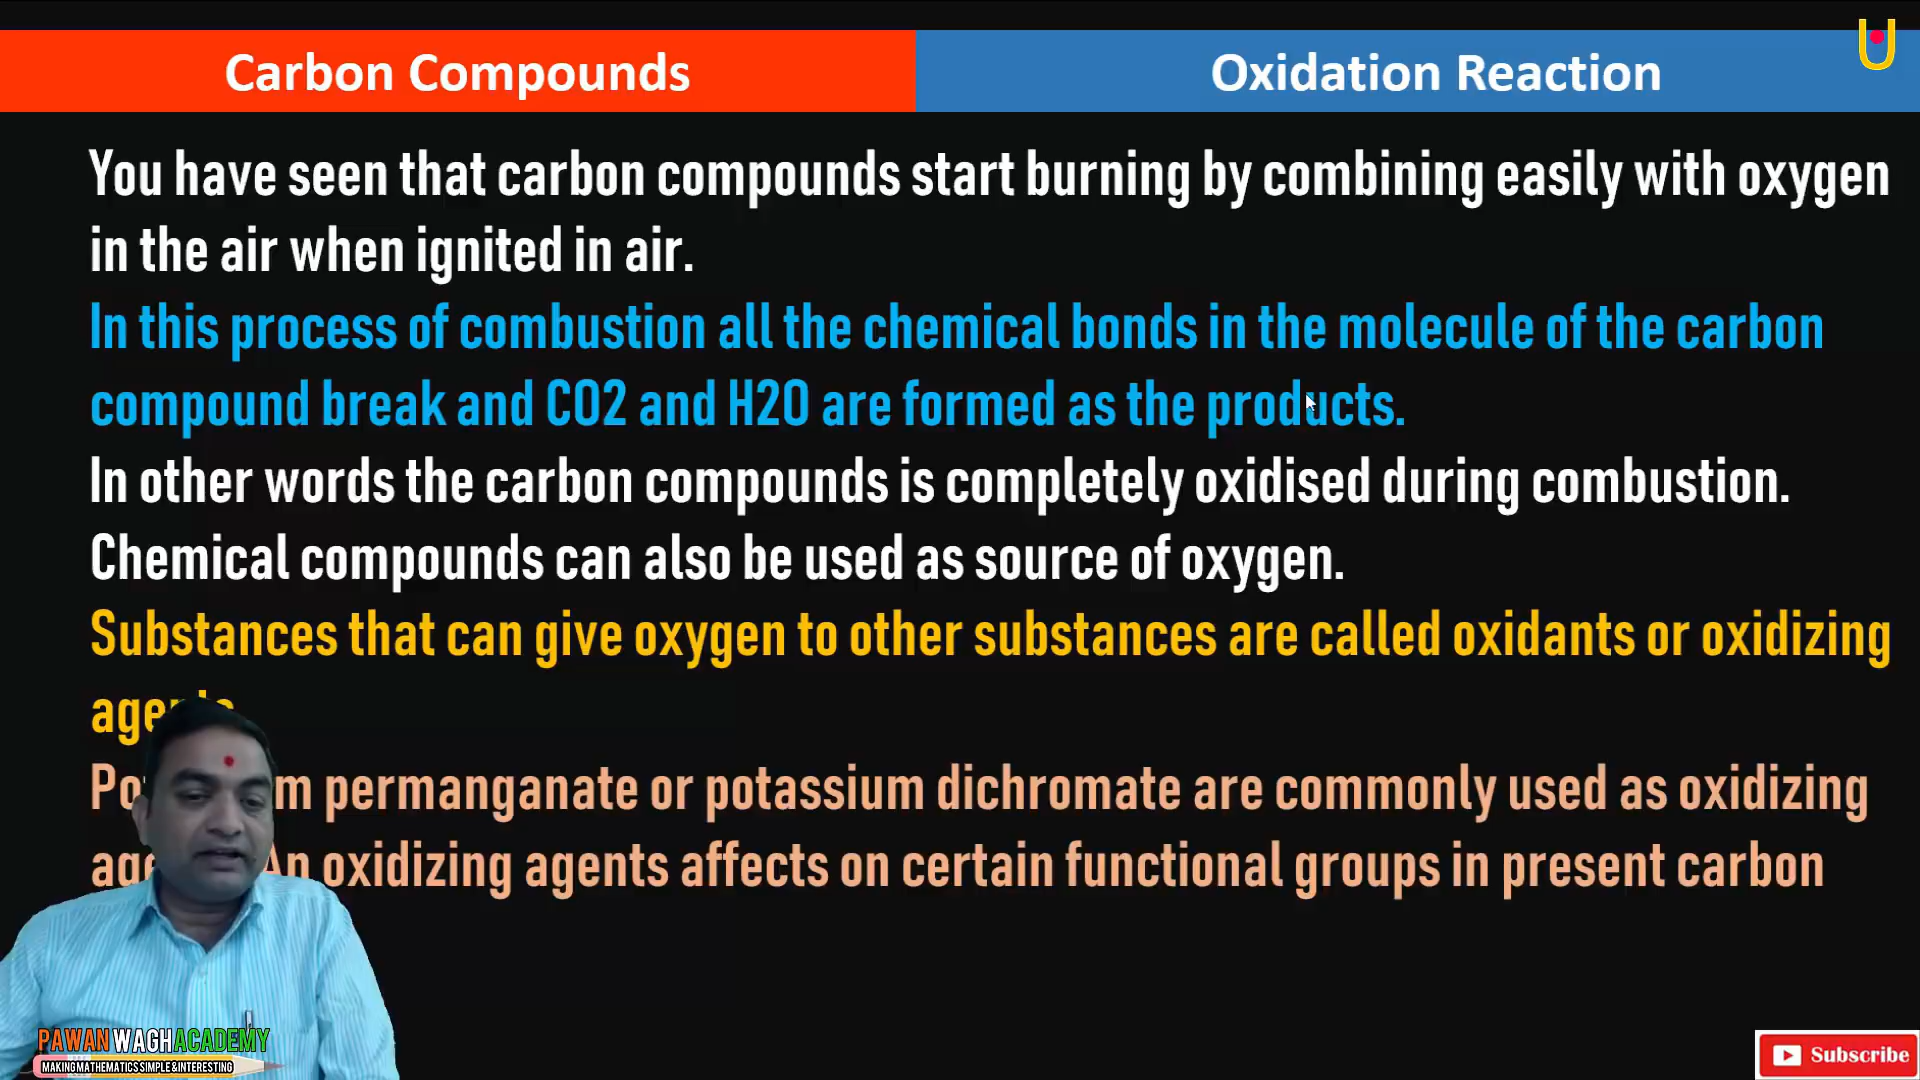 Carbon Compounds
Oxidation Reaction
You have seen that carbon compounds start burning by combining easily with oxygen
in the air when ignited in air.
In this process of combustion all the chemical bonds in the molecule of the carbon
compound break and CO2 and H2O are formed as the products.
In other words the carbon compounds is completely oxidised during combustion.
Chemical compounds can also be used as source of oxygen.
Substances that can give oxygen to other substances are called oxidants or oxidizing
permanganate or potassium dichromate are commonly used as oxidizing
An oxidizing agents affects on certain functional groups in present carbon
PAWAN WAGH ACADEMY
MAKING MATHEMATICS SIMPLE & INTERESTING
Subscribe